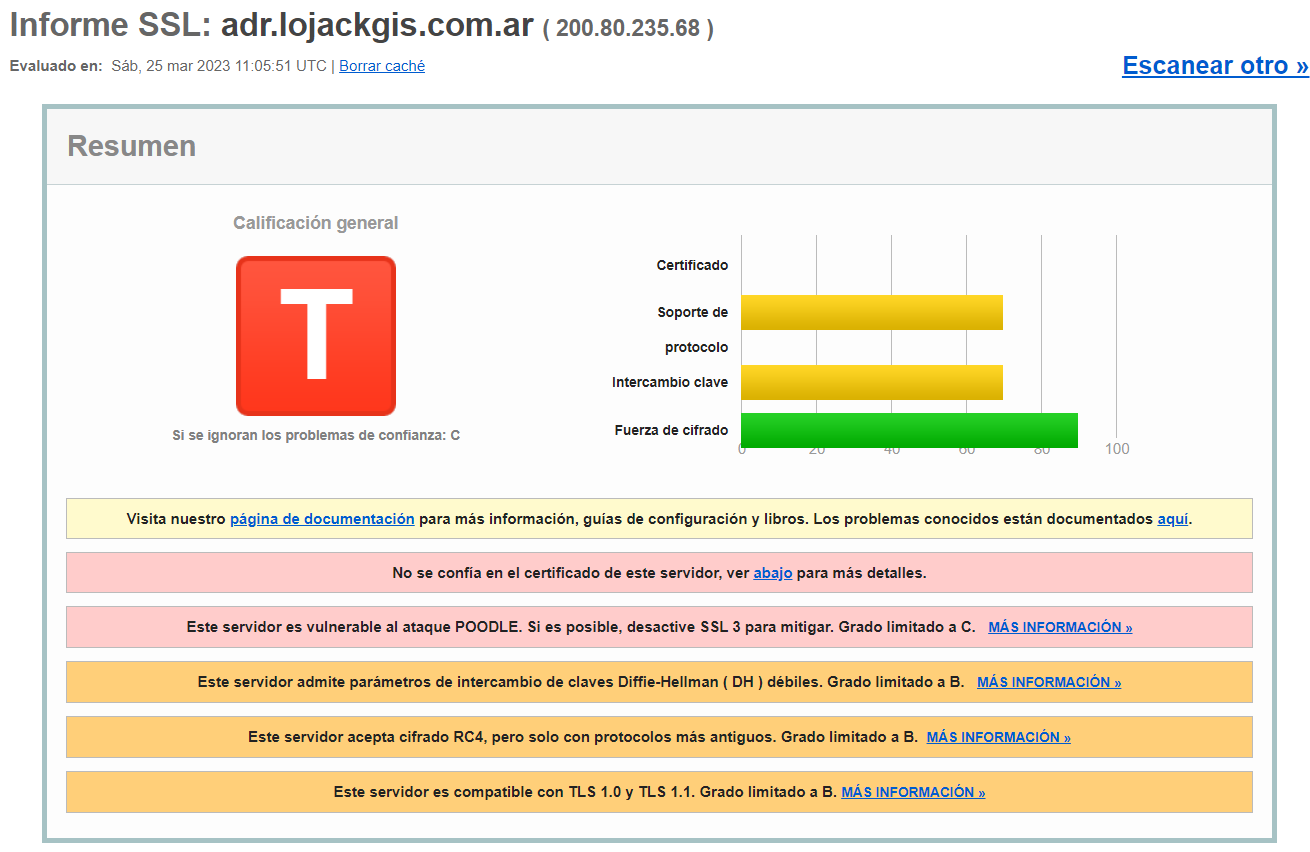 Informe SSL: adr.lojackgis.com.ar ( 200.80.235.68 )
Evaluado en: Sáb, 25 mar 2023 11:05:51 UTC | Borrar caché
Escanear otro »
Resumen
Calificación general
T
Si se ignoran los problemas de confianza: C
Certificado
Soporte de
protocolo
Intercambio clave
Fuerza de cifrado
0 20 40 60 80 100
Visita nuestro página de documentación para más información, guías de configuración y libros. Los problemas conocidos están documentados aquí.
No se confía en el certificado de este servidor, ver abajo para más detalles.
Este servidor es vulnerable al ataque POODLE. Si es posible, desactive SSL 3 para mitigar. Grado limitado a C. MÁS INFORMACIÓN »
Este servidor admite parámetros de intercambio de claves Diffie-Hellman ( DH ) débiles. Grado limitado a B. MÁS INFORMACIÓN »
Este servidor acepta cifrado RC4, pero solo con protocolos más antiguos. Grado limitado a B. MÁS INFORMACIÓN »
Este servidor es compatible con TLS 1.0 y TLS 1.1. Grado limitado a B. MÁS INFORMACIÓN »